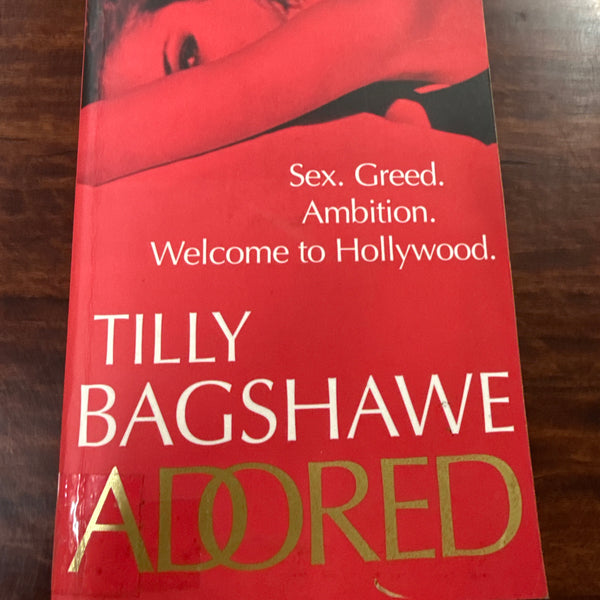 Sex. Greed.
Ambition.
Welcome to Hollywood.
TILLY
BAGSHAWE
ADORED